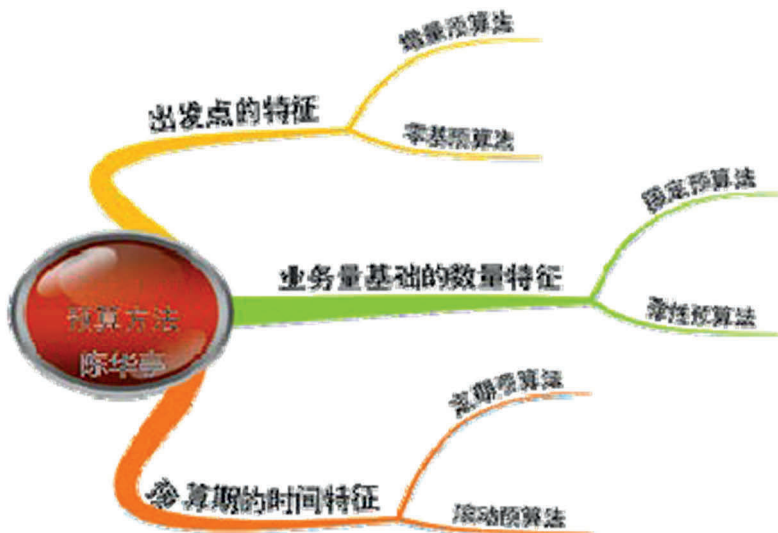 增量预算法
出发点的特征
零基预算法
稳定预算法
业务量基础的数量特征
弹性预算法
预算方法
陈华亭
定期预算法
预算期的时间特征
滚动预算法